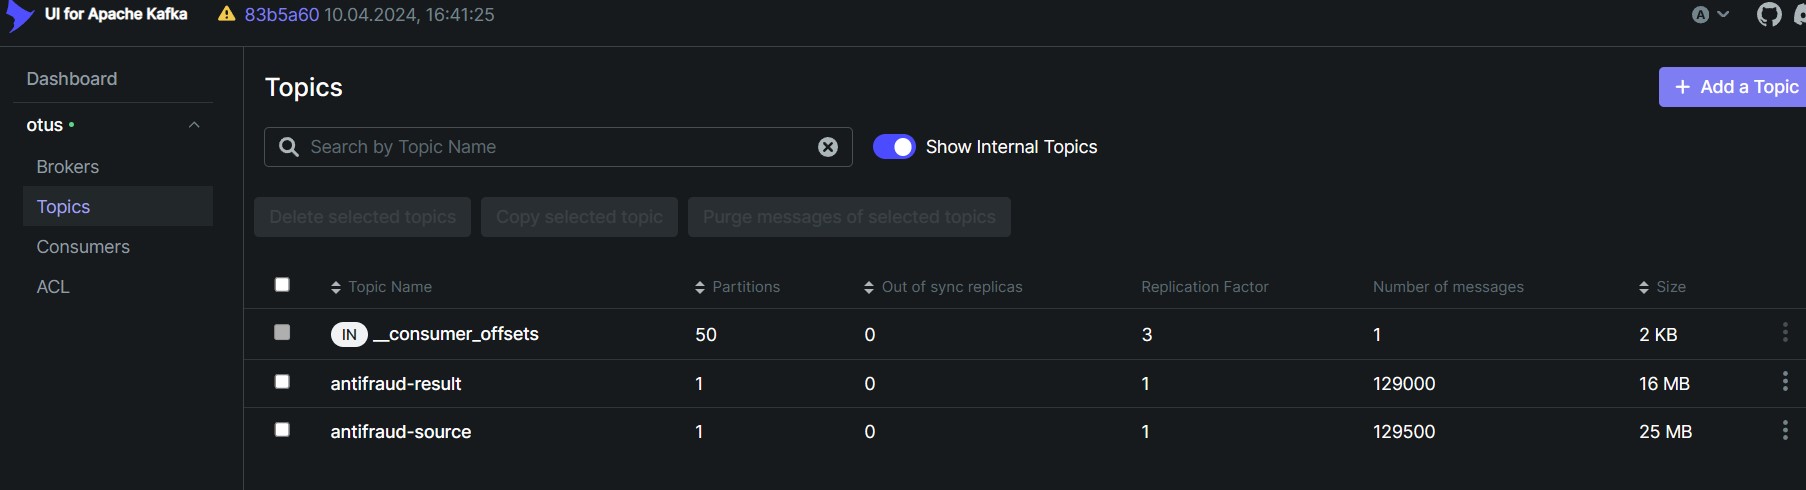 UI for Apache Kafka 83b5a60 10.04.2024, 16:41:25 A
Dashboard
otus
Brokers
Topics
Consumers
ACL
Topics
Add a Topic
Search by Topic Name Show Internal Topics
Delete selected topics Copy selected topic Purge messages of selected topics
Topic Name Partitions Out of sync replicas Replication Factor Number of messages Size
IN __consumer_offsets 50 0 3 1 2 KB
antifraud-result 1 0 1 129000 16 MB
antifraud-source 1 0 1 129500 25 MB